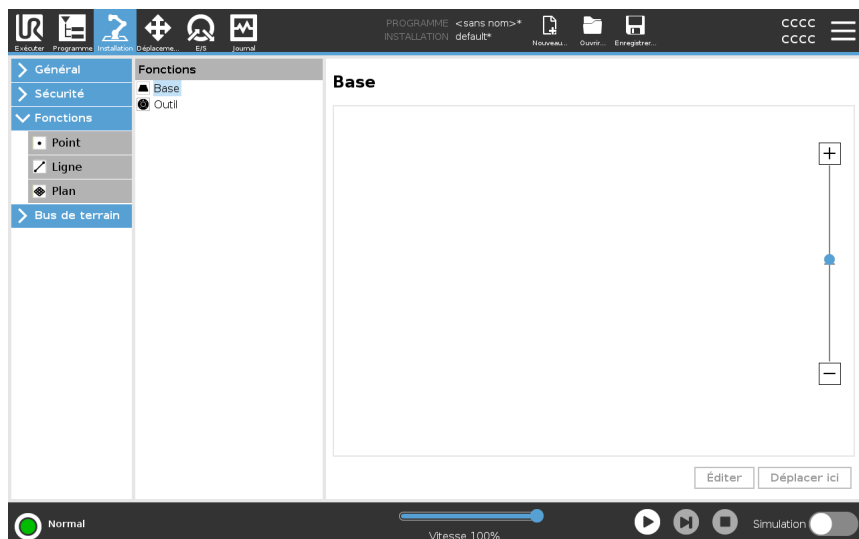 UR
Exécuter
Programme
Installation
Déplaceme...
E/S
Journal
PROGRAMME <sans nom>*
INSTALLATION default*
Nouveau...
Ouvrir...
Enregistrer...
CCCC
CCCC
Général
Sécurité
Fonctions
Point
Ligne
Plan
Bus de terrain
Fonctions
Base
Outil
Base
Éditer
Déplacer ici
Normal
Vitesse 100%
Simulation